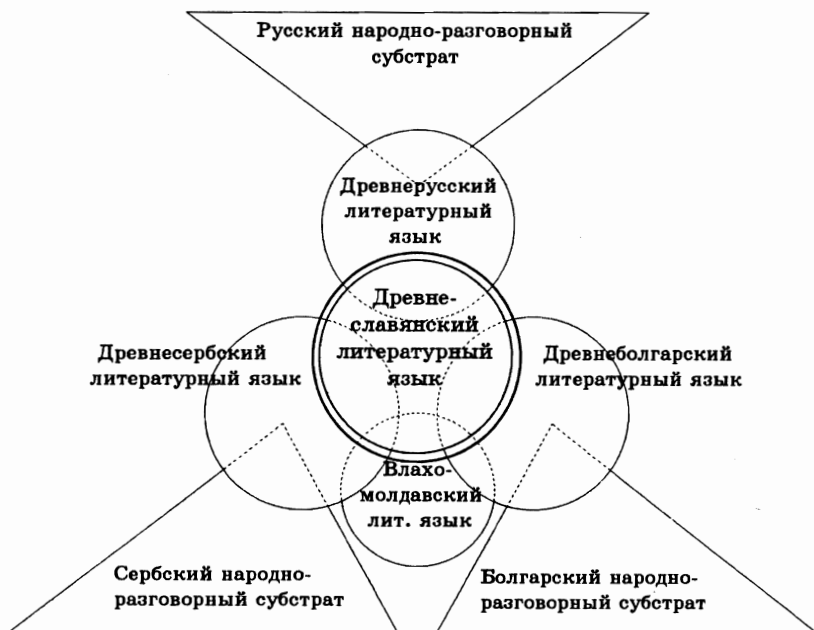 Русский народно-разговорный
субстрат
Древнерусский
литературный
язык
Древне-
славянский
литературный
язык
Древнесербский
литературный язык
Древнеболгарский
литературный язык
Влахо-
молдавский
лит. язык
Сербский народно-
разговорный субстрат
Болгарский народно-
разговорный субстрат